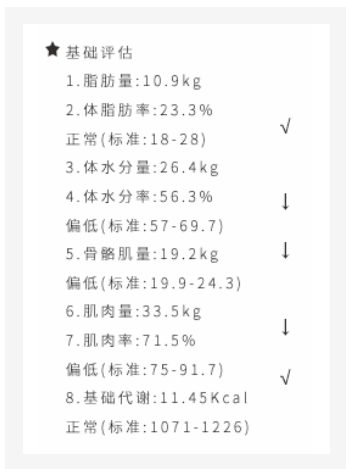 ★基础评估
1.脂肪量:10.9kg
2.体脂肪率:23.3%
√
正常(标准:18-28)
3.体水分量:26.4kg
4.体水分率:56.3%
↓
偏低(标准:57-69.7)
5.骨骼肌量:19.2kg
↓
偏低(标准:19.9-24.3)
6.肌肉量:33.5kg
↓
7.肌肉率:71.5%
偏低(标准:75-91.7)
√
8.基础代谢:11.45Kcal
正常(标准:1071-1226)